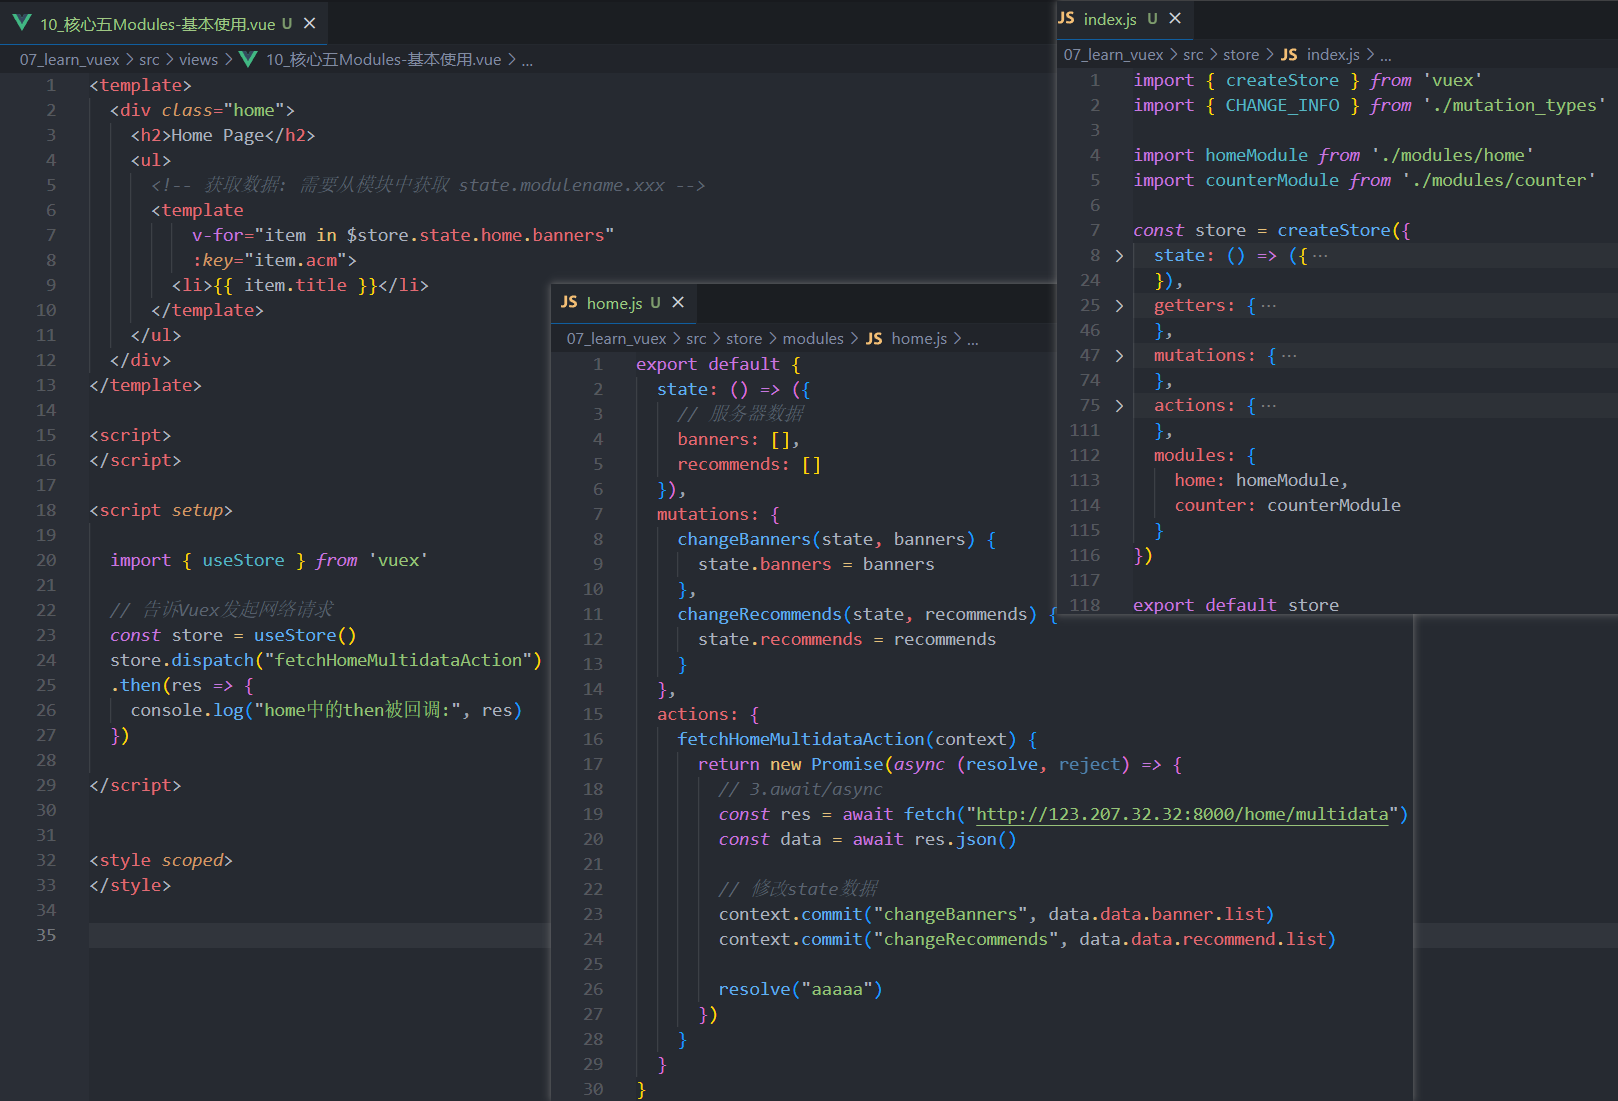 10_核心五Modules-基本使用.vue U ×
07_learn_vuex > src > views > 10_核心五Modules-基本使用.vue > ...
1 <template>
2 <div class="home">
3 <h2>Home Page</h2>
4 <ul>
5 <!-- 获取数据: 需要从模块中获取 state.modulename.xxx -->
6 <template
7 v-for="item in $store.state.home.banners"
8 :key="item.acm">
9 <li>{{ item.title }}</li>
10 </template>
11 </ul>
12 </div>
13 </template>
14
15 <script>
16 </script>
17
18 <script setup>
19
20 import { useStore } from 'vuex'
21
22 // 告诉Vuex发起网络请求
23 const store = useStore()
24 store.dispatch("fetchHomeMultidataAction")
25 .then(res => {
26 console.log("home中的then被回调:", res)
27 })
28
29 </script>
30
31
32 <style scoped>
33 </style>
34
35
JS home.js U ×
07_learn_vuex > src > store > modules > JS home.js > ...
1 export default {
2 state: () => ({
3 // 服务器数据
4 banners: [],
5 recommends: []
6 }),
7 mutations: {
8 changeBanners(state, banners) {
9 state.banners = banners
10 },
11 changeRecommends(state, recommends) {
12 state.recommends = recommends
13 }
14 },
15 actions: {
16 fetchHomeMultidataAction(context) {
17 return new Promise(async (resolve, reject) => {
18 // 3.await/async
19 const res = await fetch("http://123.207.32.32:8000/home/multidata")
20 const data = await res.json()
21
22 // 修改state数据
23 context.commit("changeBanners", data.data.banner.list)
24 context.commit("changeRecommends", data.data.recommend.list)
25
26 resolve("aaaaa")
27 })
28 }
29 }
30 }
JS index.js U ×
07_learn_vuex > src > store > JS index.js > ...
1 import { createStore } from 'vuex'
2 import { CHANGE_INFO } from './mutation_types'
3
4 import homeModule from './modules/home'
5 import counterModule from './modules/counter'
6
7 const store = createStore({
8 > state: () => ({ ···
24 }),
25 > getters: { ···
46 },
47 > mutations: { ···
74 },
75 > actions: { ···
111 },
112 modules: {
113 home: homeModule,
114 counter: counterModule
115 }
116 })
117
118 export default store